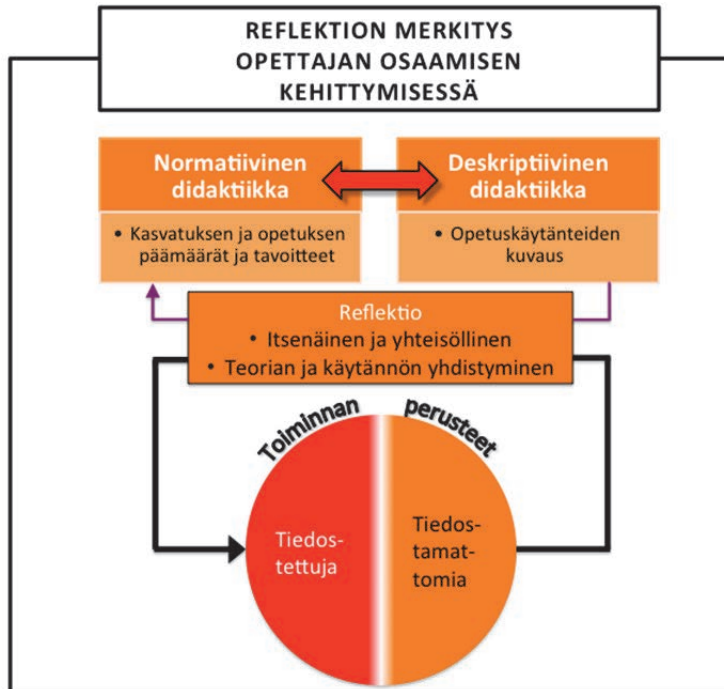 REFLEKTION MERKITYS
OPETTAJAN OSAAMISEN
KEHITTYMISESSÄ
Normatiivinen
didaktiikka
Deskriptiivinen
didaktiikka
• Kasvatuksen ja opetuksen
päämäärät ja tavoitteet
• Opetuskäytänteiden
kuvaus
Reflektio
• Itsenäinen ja yhteisöllinen
• Teorian ja käytännön yhdistyminen
Toiminnan perusteet
Tiedos-
tettuja
Tiedos-
tamat-
tomia